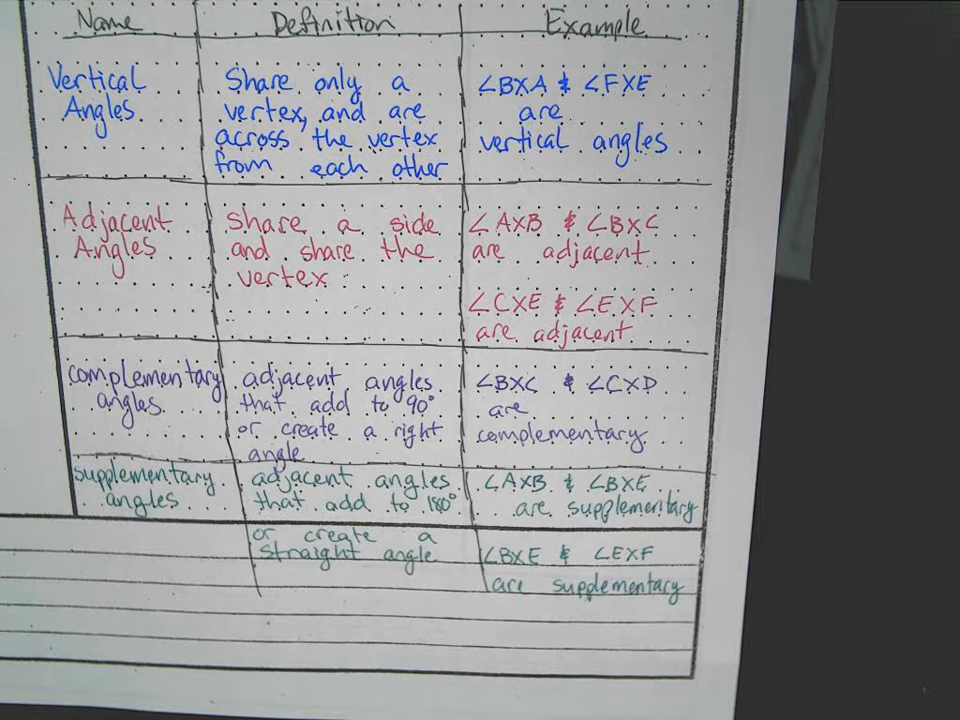 Name Definition Example
Vertical
Angles
Share only a
vertex, and are
across the vertex
from each other
∠BXA & ∠FXE
are
vertical angles
Adjacent
Angles
Share a side
and share the
vertex
∠AXB & ∠BXC
are adjacent
∠CXE & ∠EXF
are adjacent
complementary
angles
adjacent angles
that add to 90°
or create a right
angle
∠BXC & ∠CXD
are
complementary
supplementary
angles
adjacent angles
that add to 180°
or create a
straight angle
∠AXB & ∠BXE
are supplementary
∠BXE & ∠EXF
are supplementary